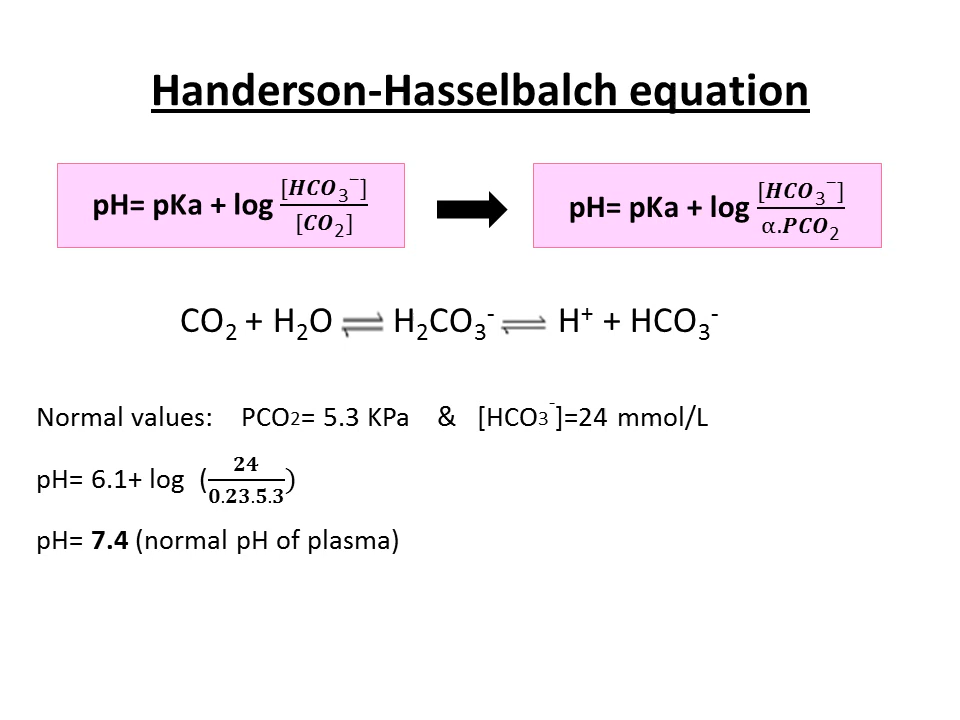 Handerson-Hasselbalch equation
pH= pKa + log [HCO₃⁻]/[CO₂]
pH= pKa + log [HCO₃⁻]/α.PCO₂
CO₂ + H₂O ⇌ H₂CO₃⁻ ⇌ H⁺ + HCO₃⁻
Normal values: PCO₂= 5.3 KPa & [HCO₃⁻]=24 mmol/L
pH= 6.1+ log (24/0.23.5.3)
pH= 7.4 (normal pH of plasma)